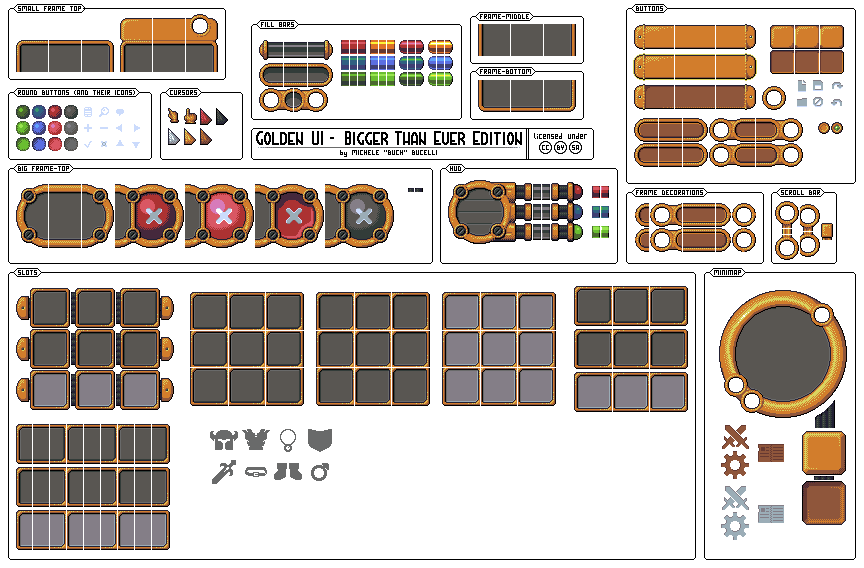 SMALL FRAME TOP
FILL BARS
FRAME-MIDDLE
BUTTONS
FRAME-BOTTOM
ROUND BUTTONS (AND THEIR ICONS)
CURSORS
GOLDEN UI - BIGGER THAN EVER EDITION
by MICHELE "BUCH" BUCELLI
licensed under
CC BY SA
BIG FRAME-TOP
HUD
FRAME DECORATIONS
SCROLL BAR
SLOTS
MINIMAP